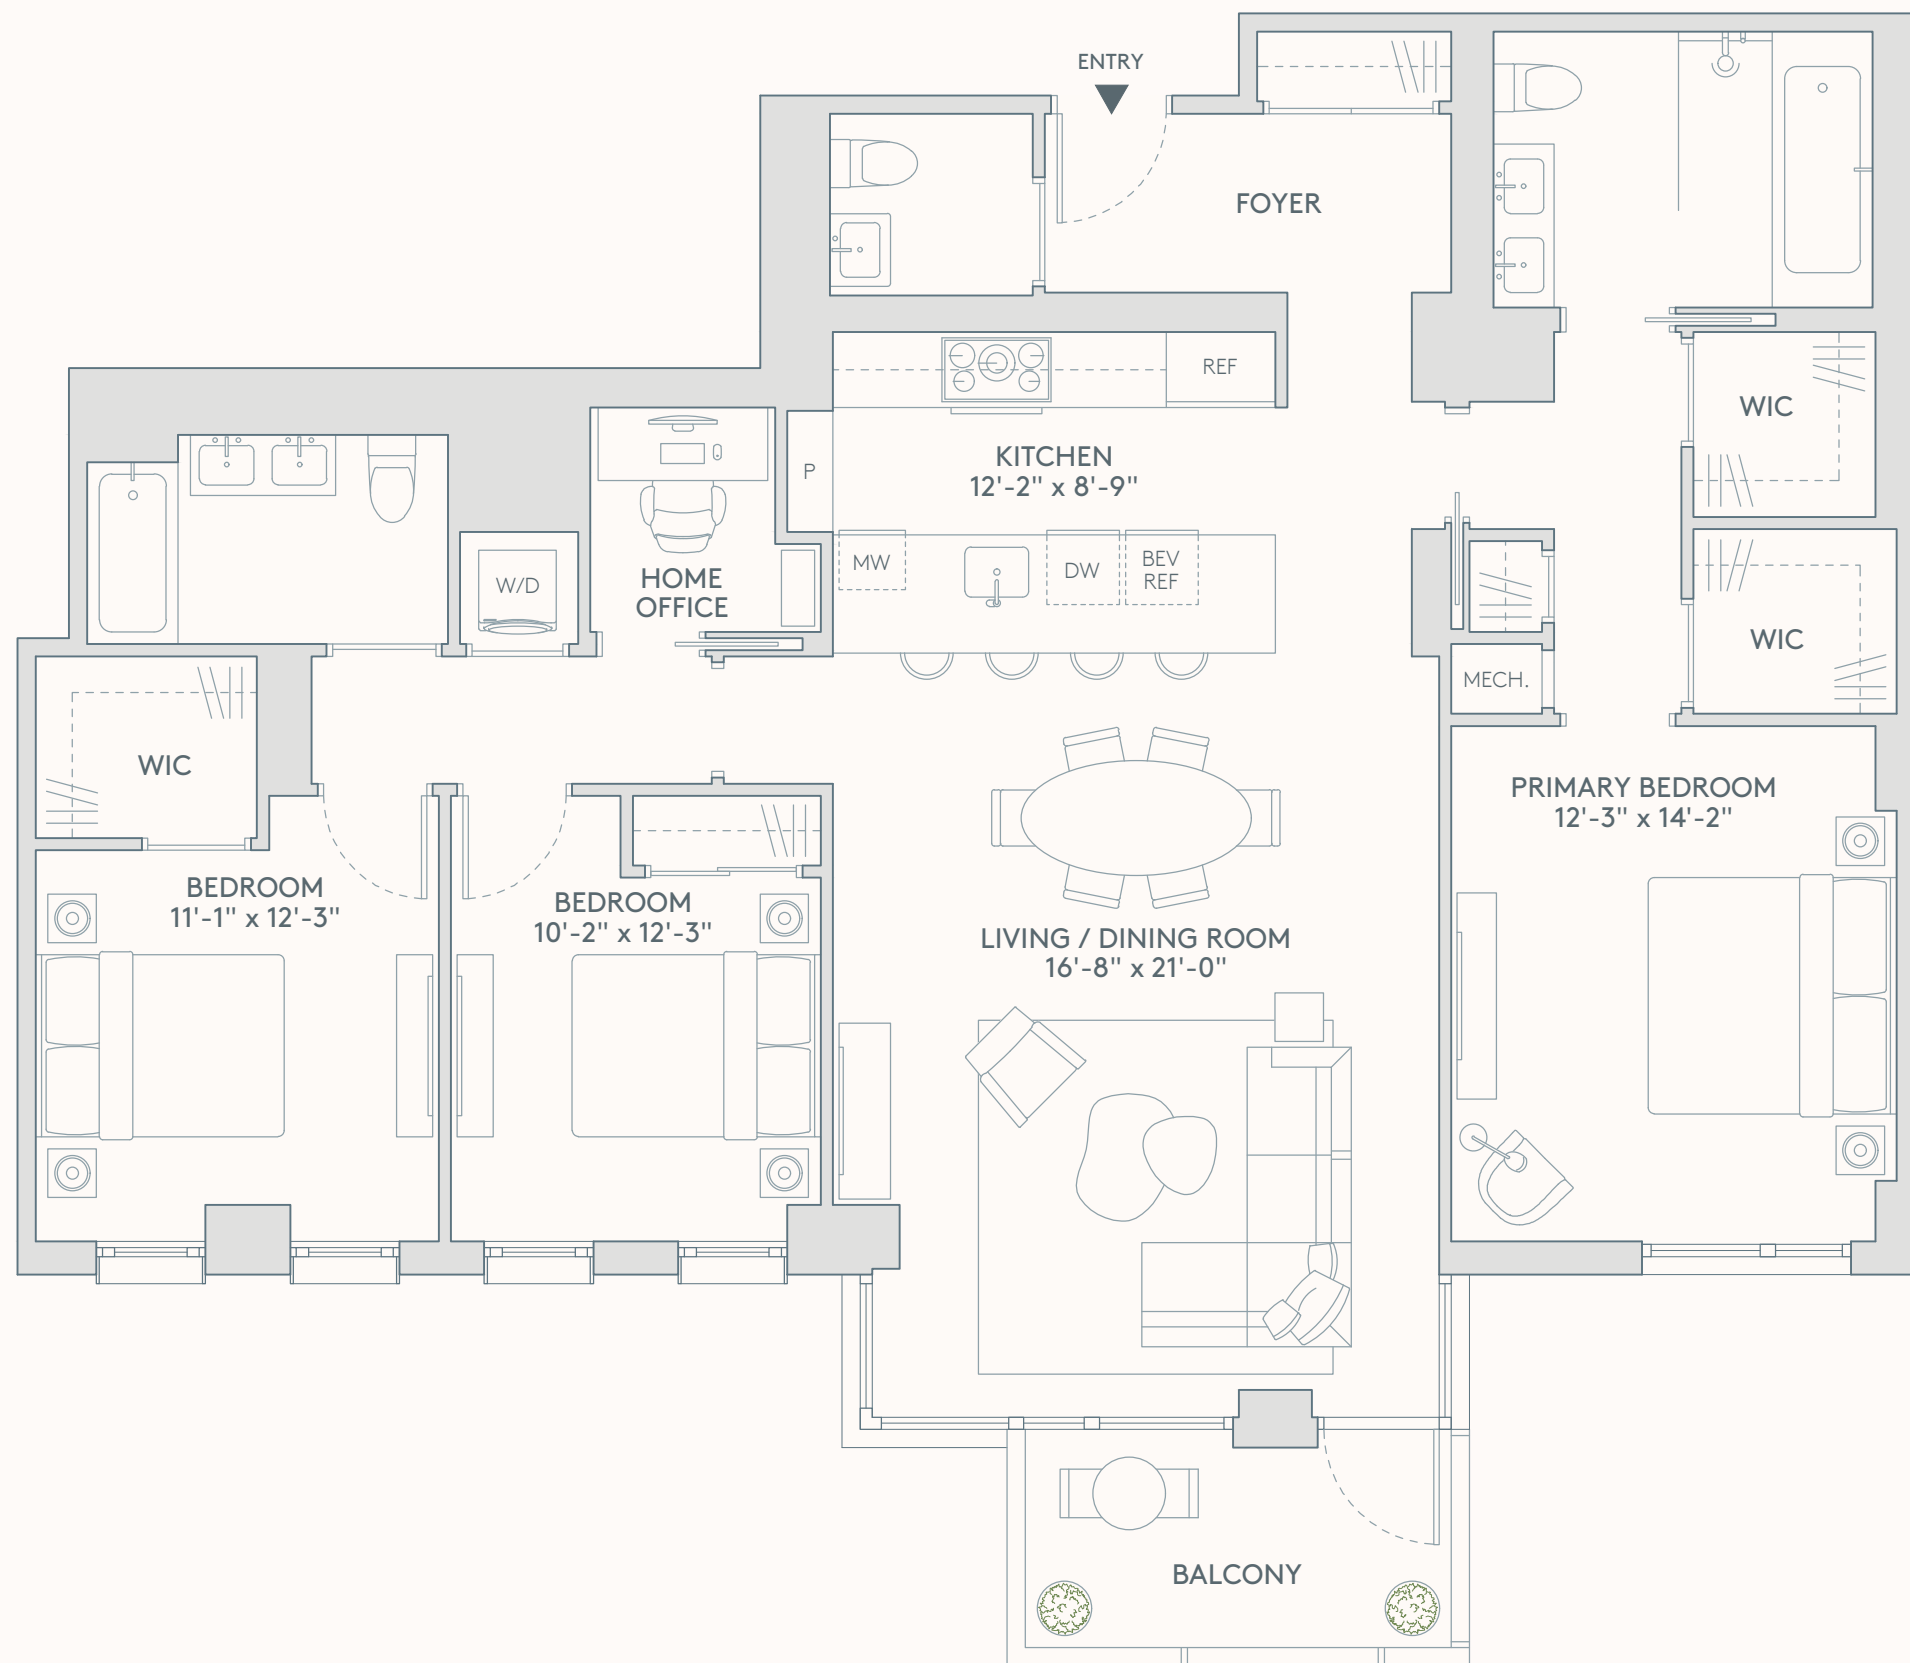 ENTRY
FOYER
REF
WIC
KITCHEN
12'-2" x 8'-9"
P
MW
DW
BEV
REF
W/D
HOME
OFFICE
WIC
MECH.
WIC
PRIMARY BEDROOM
12'-3" x 14'-2"
BEDROOM
11'-1" x 12'-3"
BEDROOM
10'-2" x 12'-3"
LIVING / DINING ROOM
16'-8" x 21'-0"
BALCONY